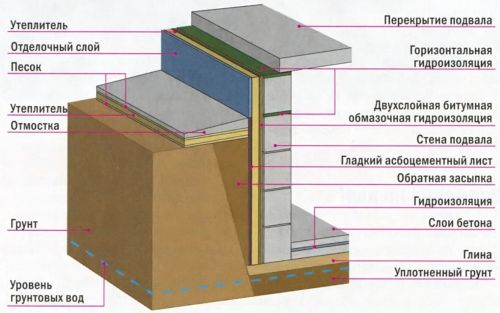 Утеплитель
Отделочный слой
Песок
Утеплитель
Отмостка
Грунт
Уровень
грунтовых вод
Перекрытие подвала
Горизонтальная
гидроизоляция
Двухслойная битумная
обмазочная гидроизоляция
Стена подвала
Гладкий асбоцементный лист
Обратная засыпка
Гидроизоляция
Слои бетона
Глина
Уплотненный грунт